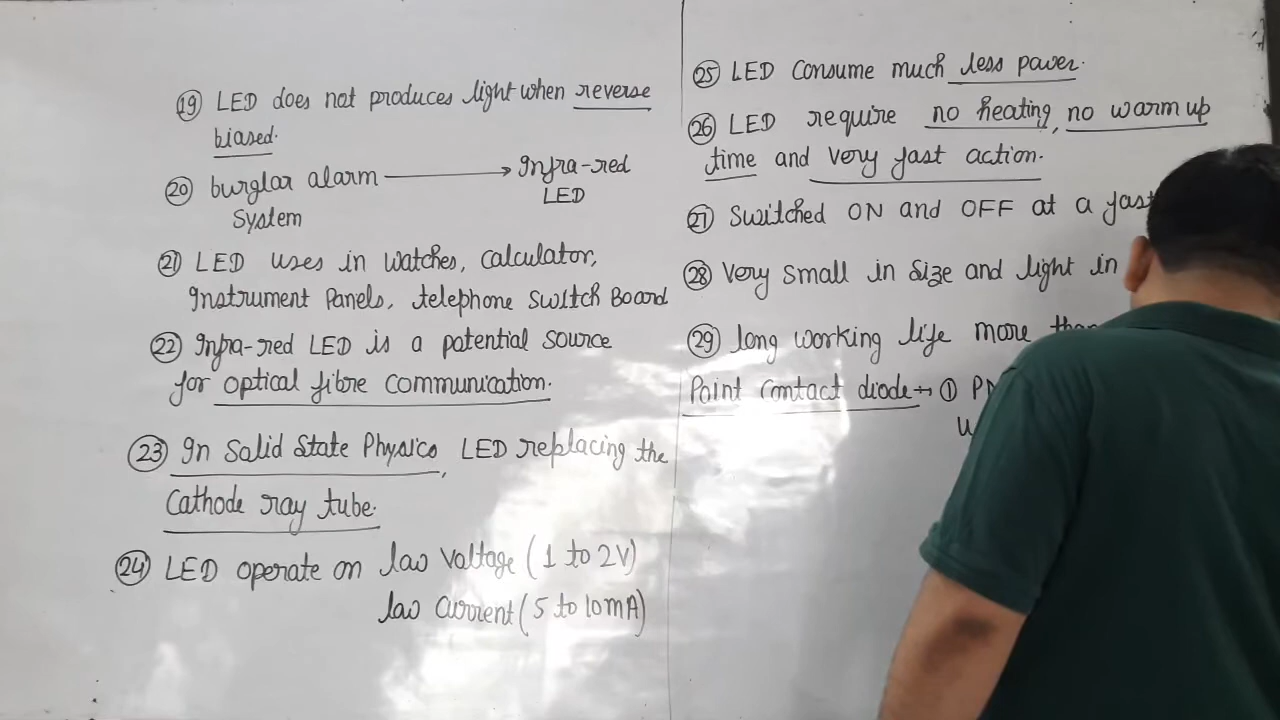 (19) LED does not produces light when reverse
biased.
(20) burglar alarm → Infra-red
System LED
(21) LED uses in watches, calculator,
Instrument Panels, telephone switch Board
(22) Infra-red LED is a potential source
for optical fibre communication.
(23) In Solid State Physics, LED replacing the
Cathode ray tube.
(24) LED operate on low voltage (1 to 2V)
low current (5 to 10mA)
(25) LED consume much less power.
(26) LED require no heating, no warm up
time and very fast action.
(27) Switched ON and OFF at a fast
(28) Very small in size and light in
(29) long working life more than
Point contact diode → (1)